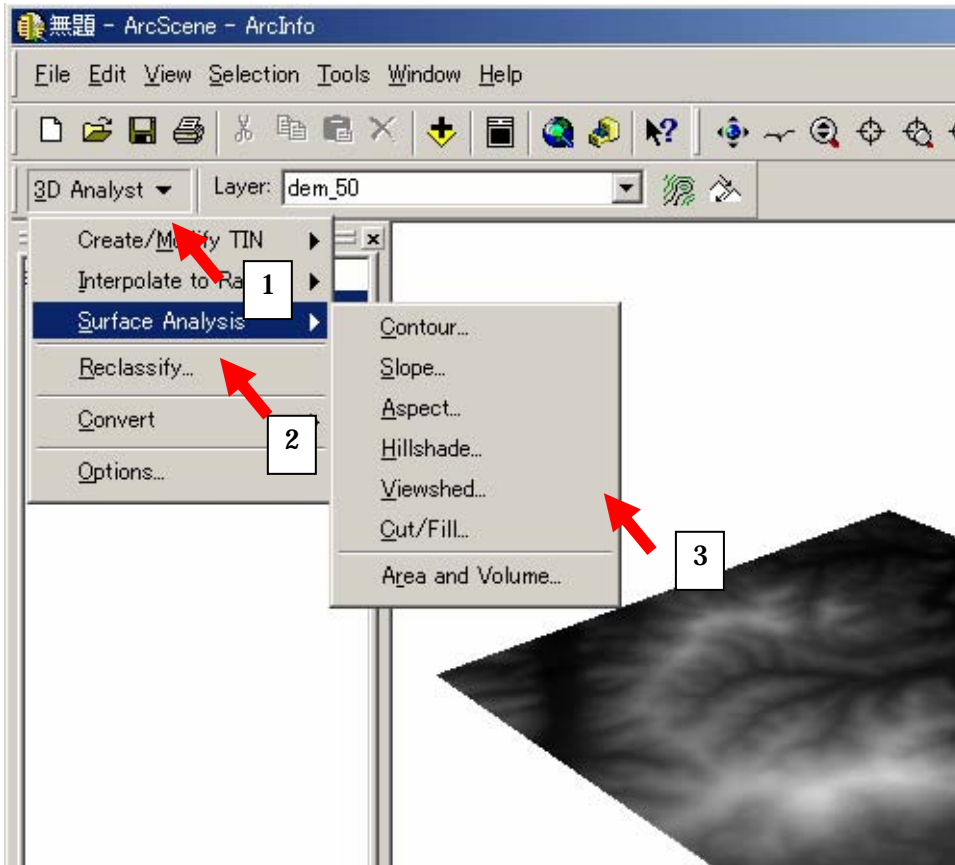 無題 - ArcScene - ArcInfo
File Edit View Selection Tools Window Help
3D Analyst Layer: dem_50
Create/Modify TIN
1
Interpolate to Ra
Surface Analysis
Reclassify...
2
Convert
Options...
Contour...
Slope...
Aspect...
Hillshade...
Viewshed...
Cut/Fill...
3
Area and Volume...